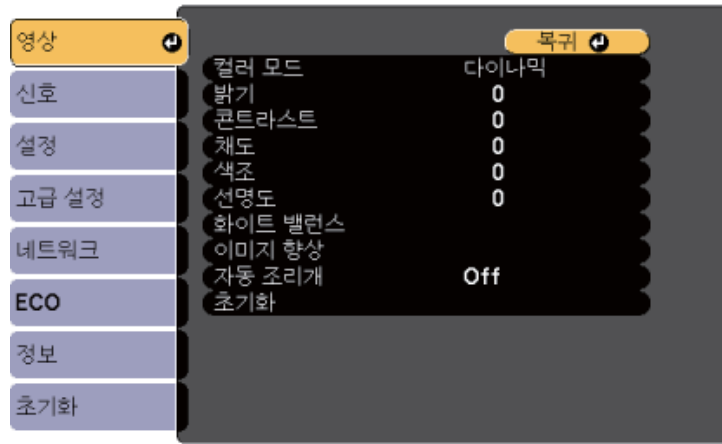 영상
신호
설정
고급 설정
네트워크
ECO
정보
초기화
복귀
컬러 모드 다이나믹
밝기 0
콘트라스트 0
채도 0
색조 0
선명도 0
화이트 밸런스
이미지 향상
자동 조리개 Off
초기화